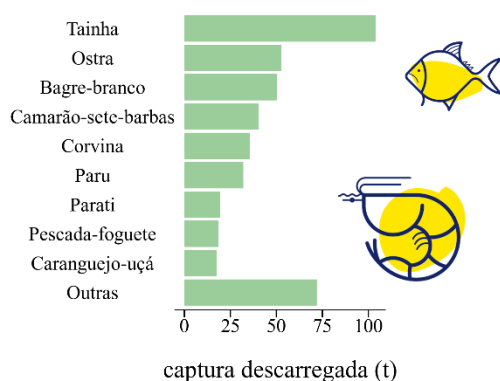 Tainha
Ostra
Bagre-branco
Camarão-sete-barbas
Corvina
Paru
Parati
Pescada-foguete
Caranguejo-uçá
Outras
0 25 50 75 100
captura descarregada (t)